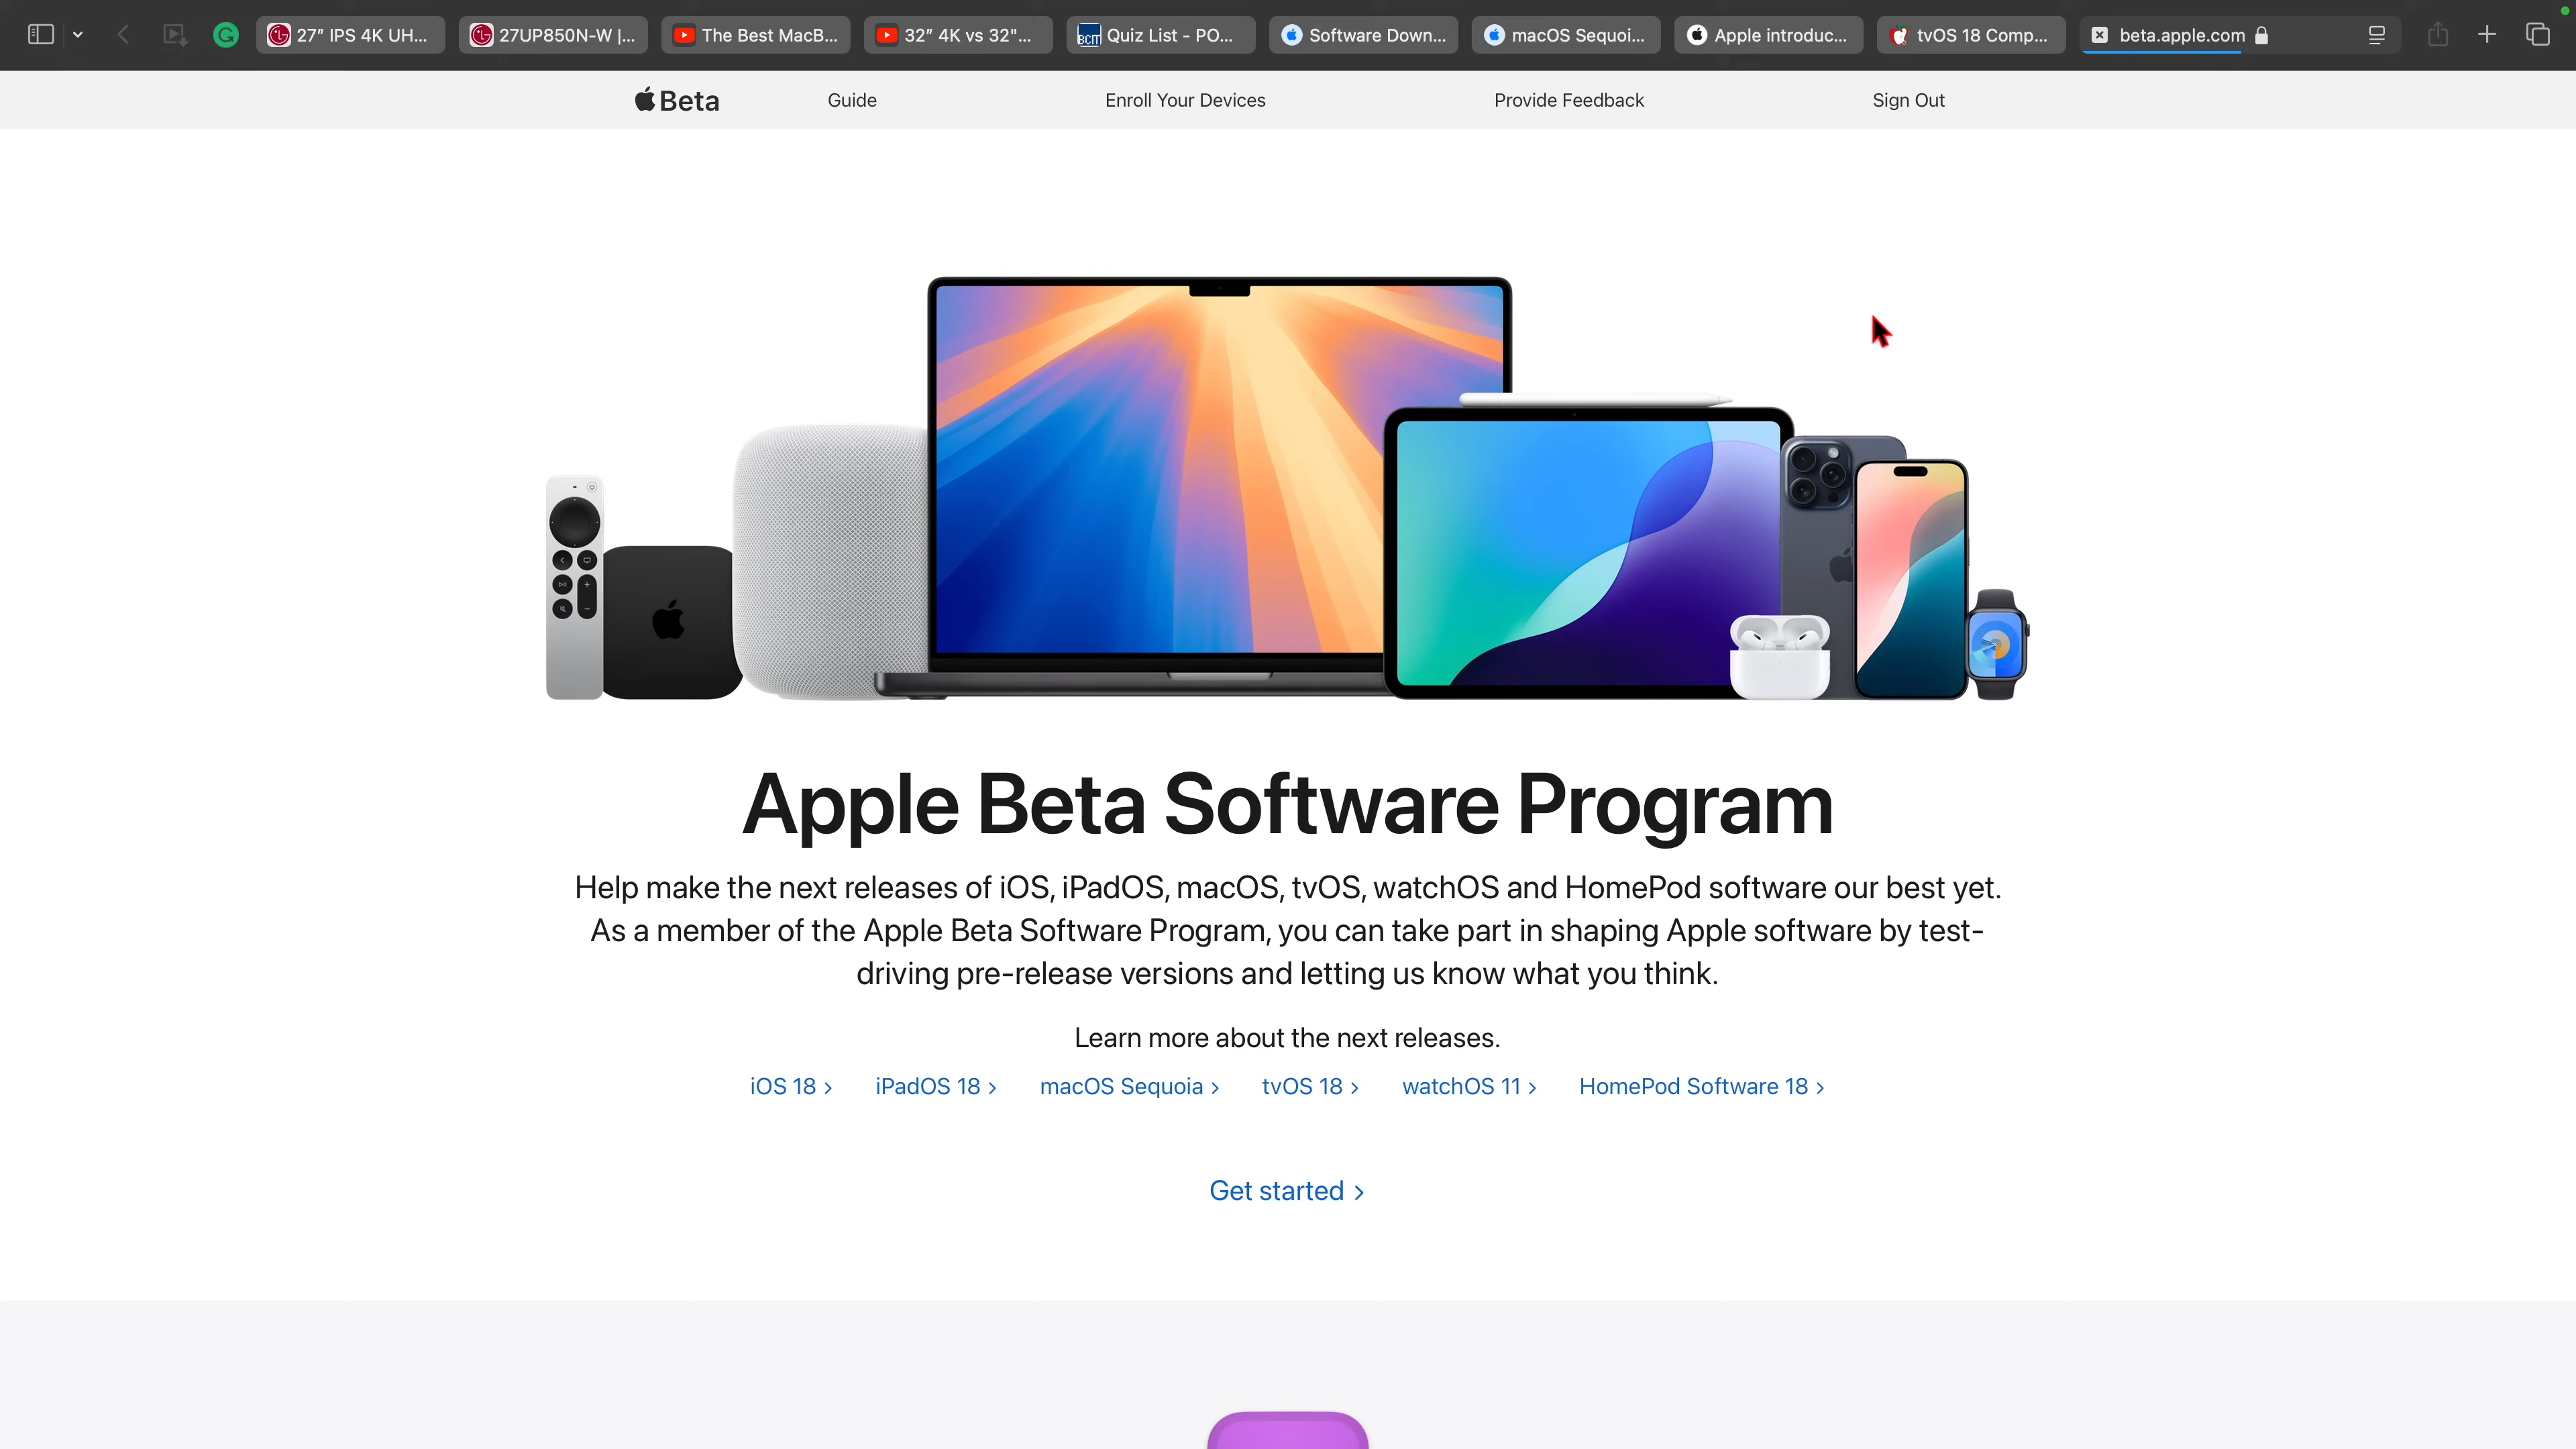 27” IPS 4K UH...
27UP850N-W |...
The Best MacB...
32” 4K vs 32"...
BCIT
Quiz List - PO...
Software Down...
macOS Sequoi...
Apple introduc...
tvOS 18 Comp...
beta.apple.com
Beta
Guide
Enroll Your Devices
Provide Feedback
Sign Out
Apple Beta Software Program
Help make the next releases of iOS, iPadOS, macOS, tvOS, watchOS and HomePod software our best yet.
As a member of the Apple Beta Software Program, you can take part in shaping Apple software by test-
driving pre-release versions and letting us know what you think.
Learn more about the next releases.
iOS 18 > iPadOS 18 > macOS Sequoia > tvOS 18 > watchOS 11 > HomePod Software 18 >
Get started >